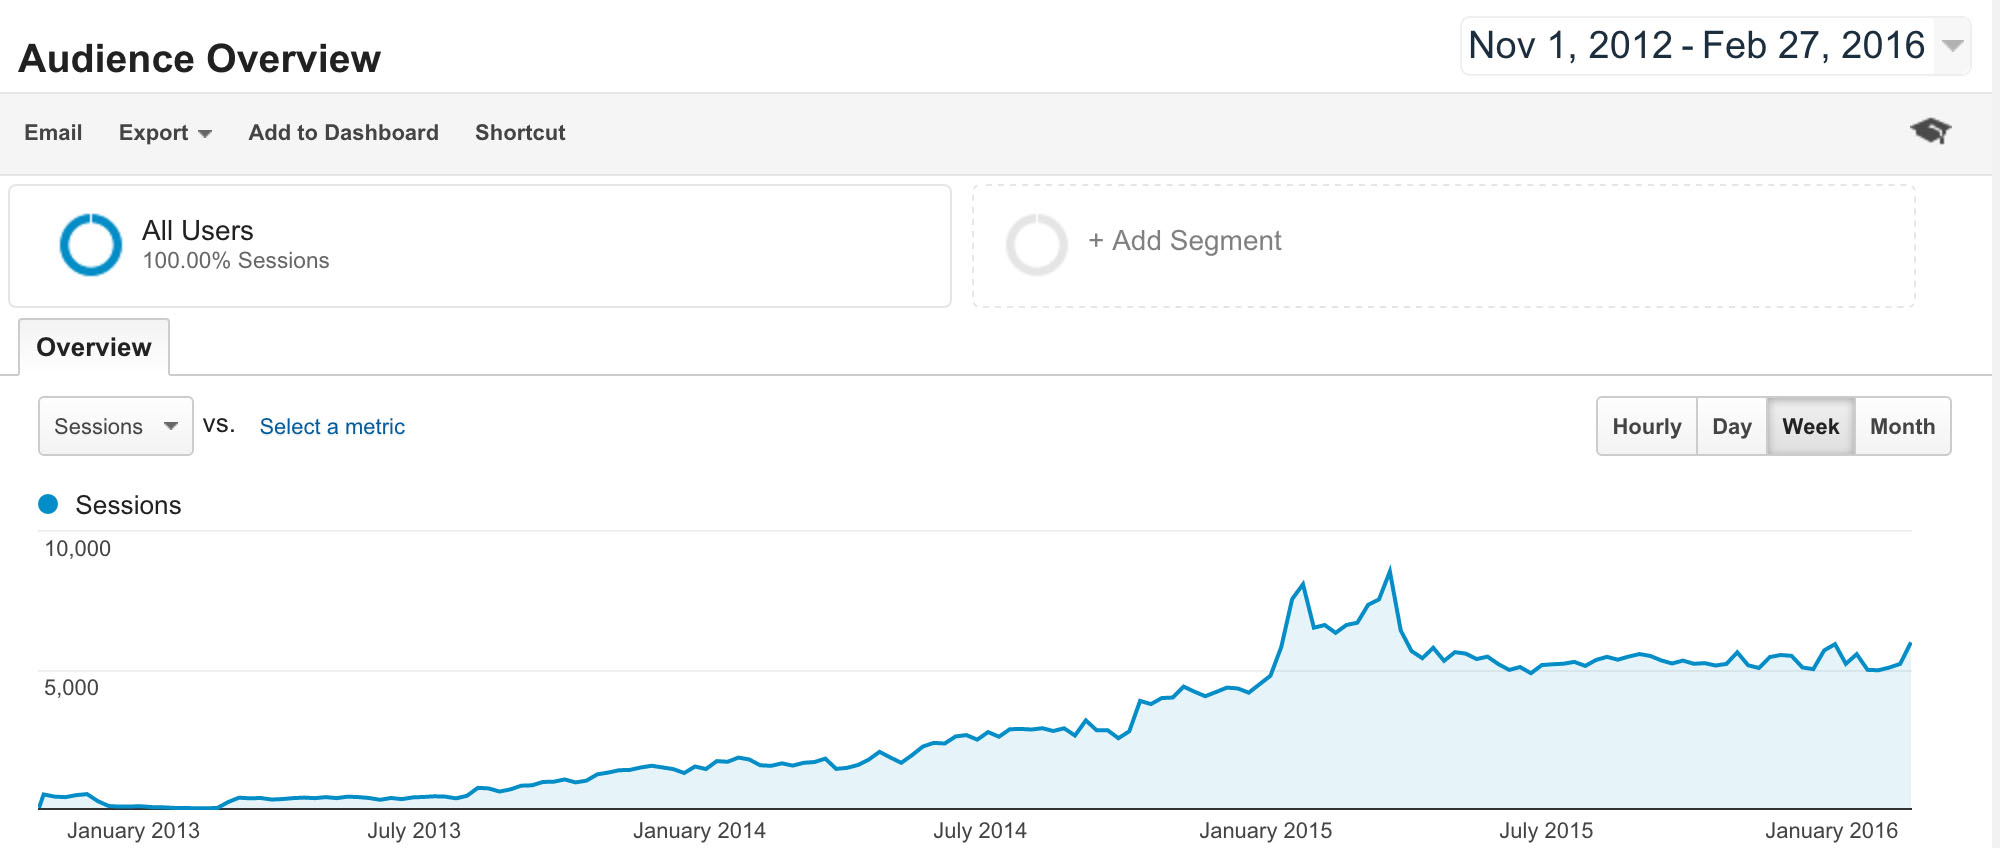 Audience Overview
Nov 1, 2012 - Feb 27, 2016
Email Export Add to Dashboard Shortcut
All Users
100.00% Sessions
+ Add Segment
Overview
Sessions vs. Select a metric
Hourly Day Week Month
Sessions
10,000
5,000
January 2013 July 2013 January 2014 July 2014 January 2015 July 2015 January 2016